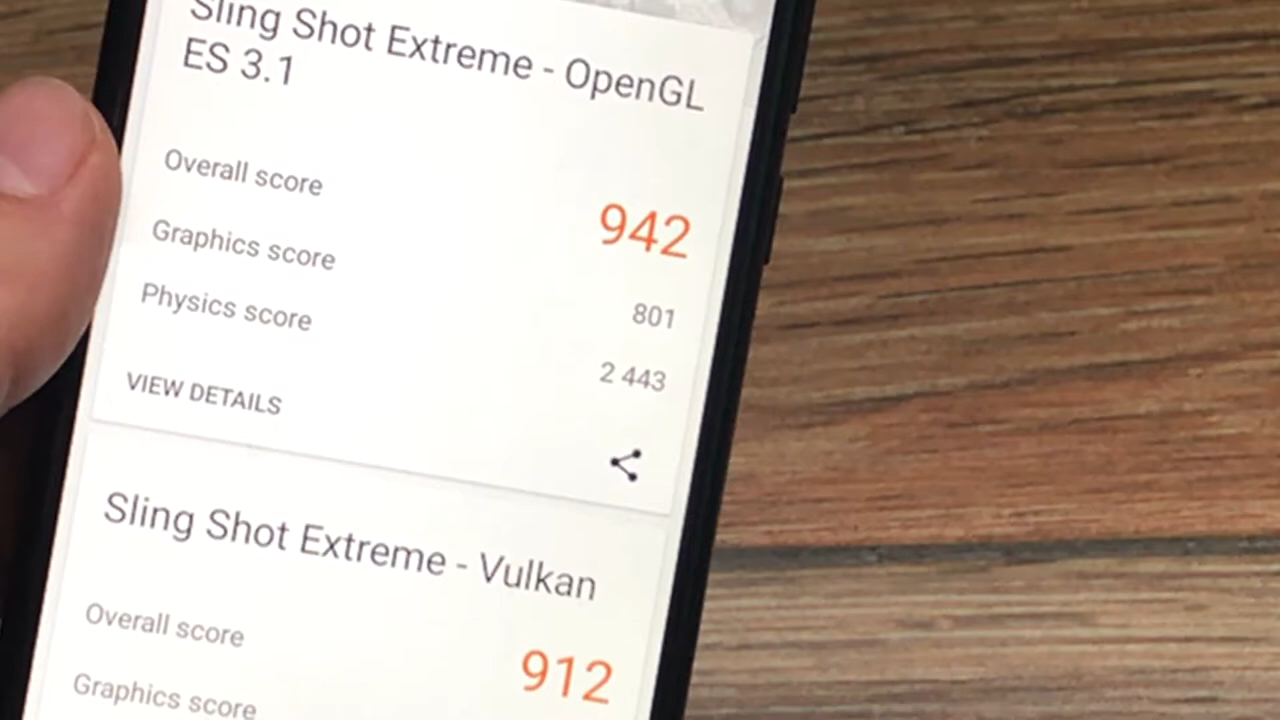 Sling Shot Extreme - OpenGL
ES 3.1
Overall score
942
Graphics score
801
Physics score
2 443
VIEW DETAILS
Sling Shot Extreme - Vulkan
Overall score
912
Graphics score